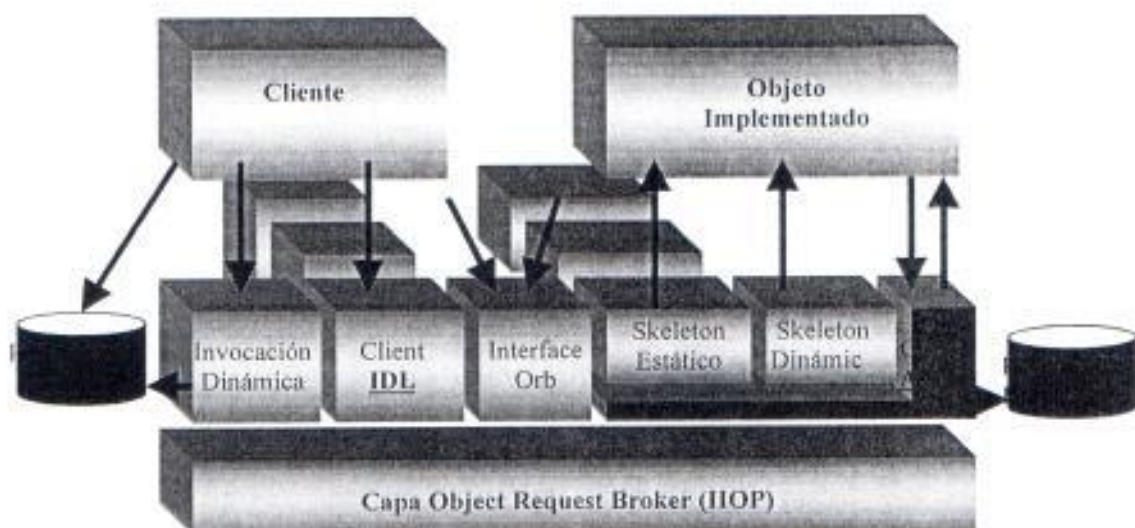 Cliente
Objeto
Implementado
Invocación
Dinámica
Client
IDL
Interface
Orb
Skeleton
Estático
Skeleton
Dinámic
Capa Object Request Broker (IIOP)